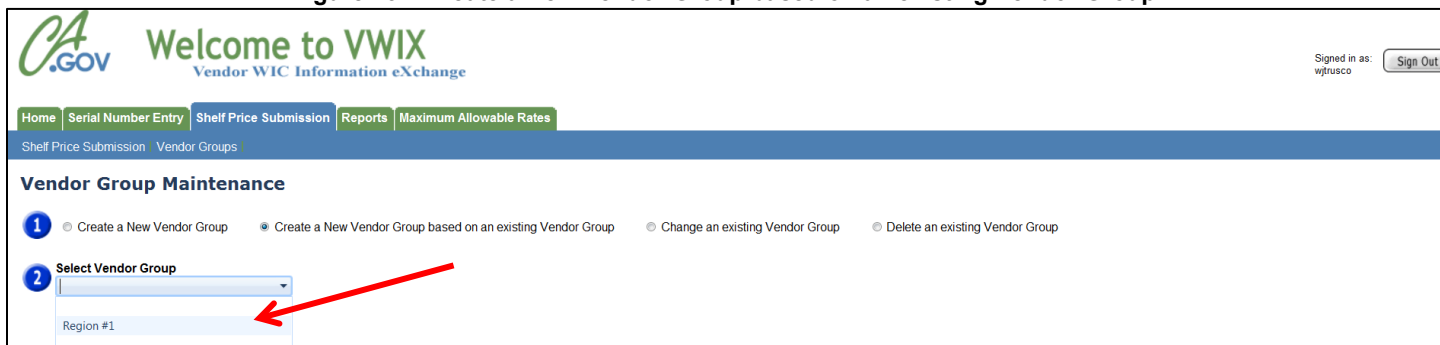 CA.GOV Welcome to VWIX
Vendor WIC Information eXchange
Signed in as:
wjtrusco
Sign Out
Home Serial Number Entry Shelf Price Submission Reports Maximum Allowable Rates
Shelf Price Submission | Vendor Groups |
Vendor Group Maintenance
1 Create a New Vendor Group Create a New Vendor Group based on an existing Vendor Group Change an existing Vendor Group Delete an existing Vendor Group
2 Select Vendor Group
Region #1